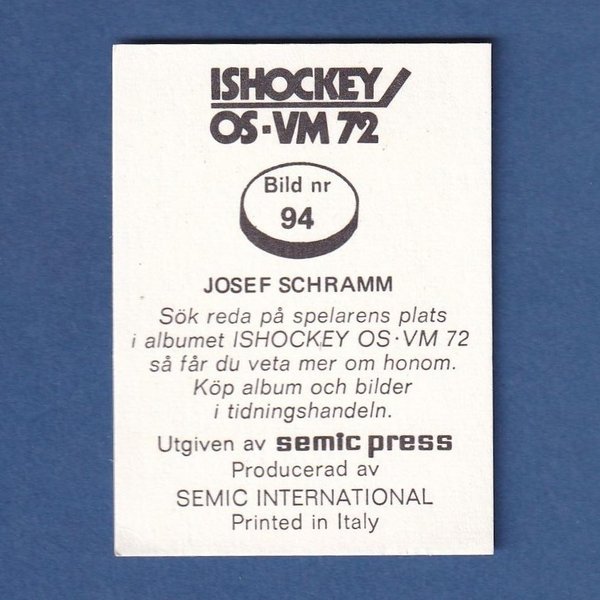 ISHOCKEY
OS·VM 72
Bild nr
94
JOSEF SCHRAMM
Sök reda på spelarens plats
i albumet ISHOCKEY OS·VM 72
så får du veta mer om honom.
Köp album och bilder
i tidningshandeln.
Utgiven av semic press
Producerad av
SEMIC INTERNATIONAL
Printed in Italy